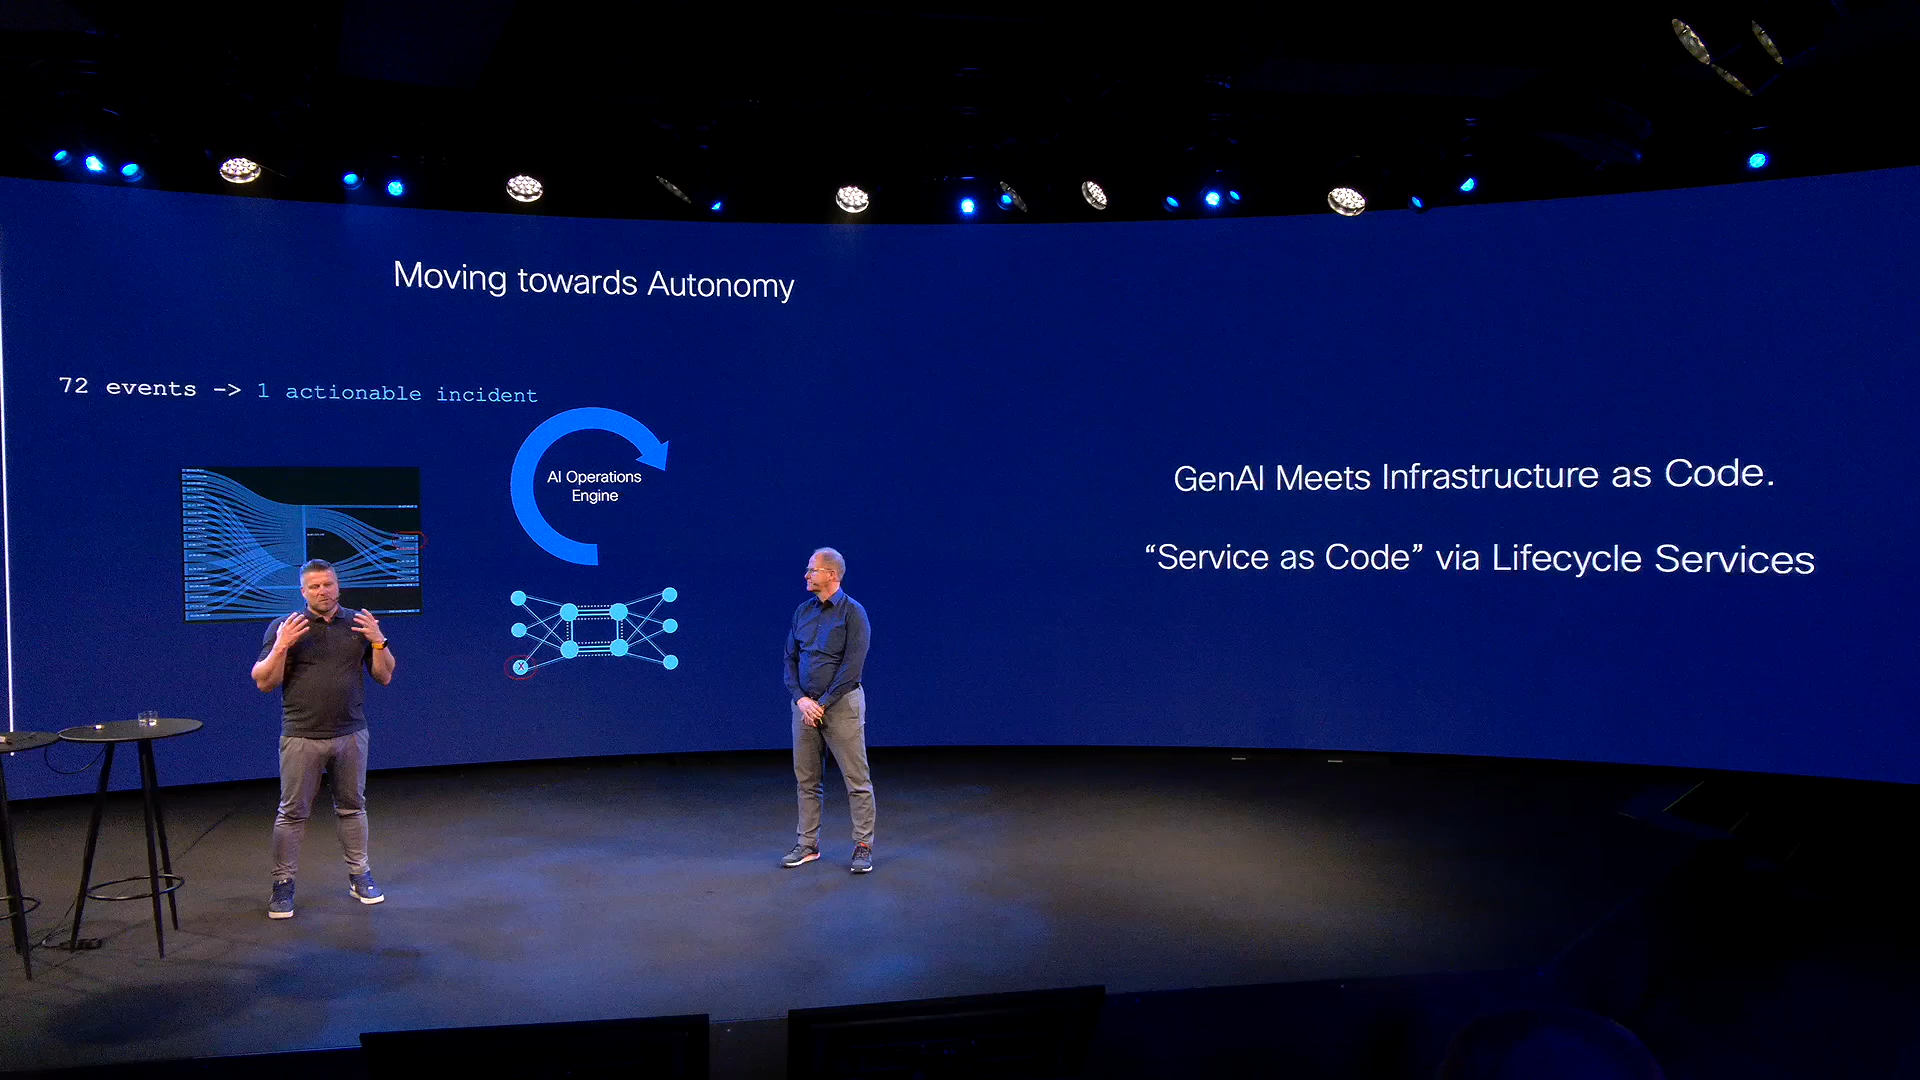 Moving towards Autonomy
72 events -> 1 actionable incident
AI Operations
Engine
X
GenAI Meets Infrastructure as Code.
“Service as Code” via Lifecycle Services